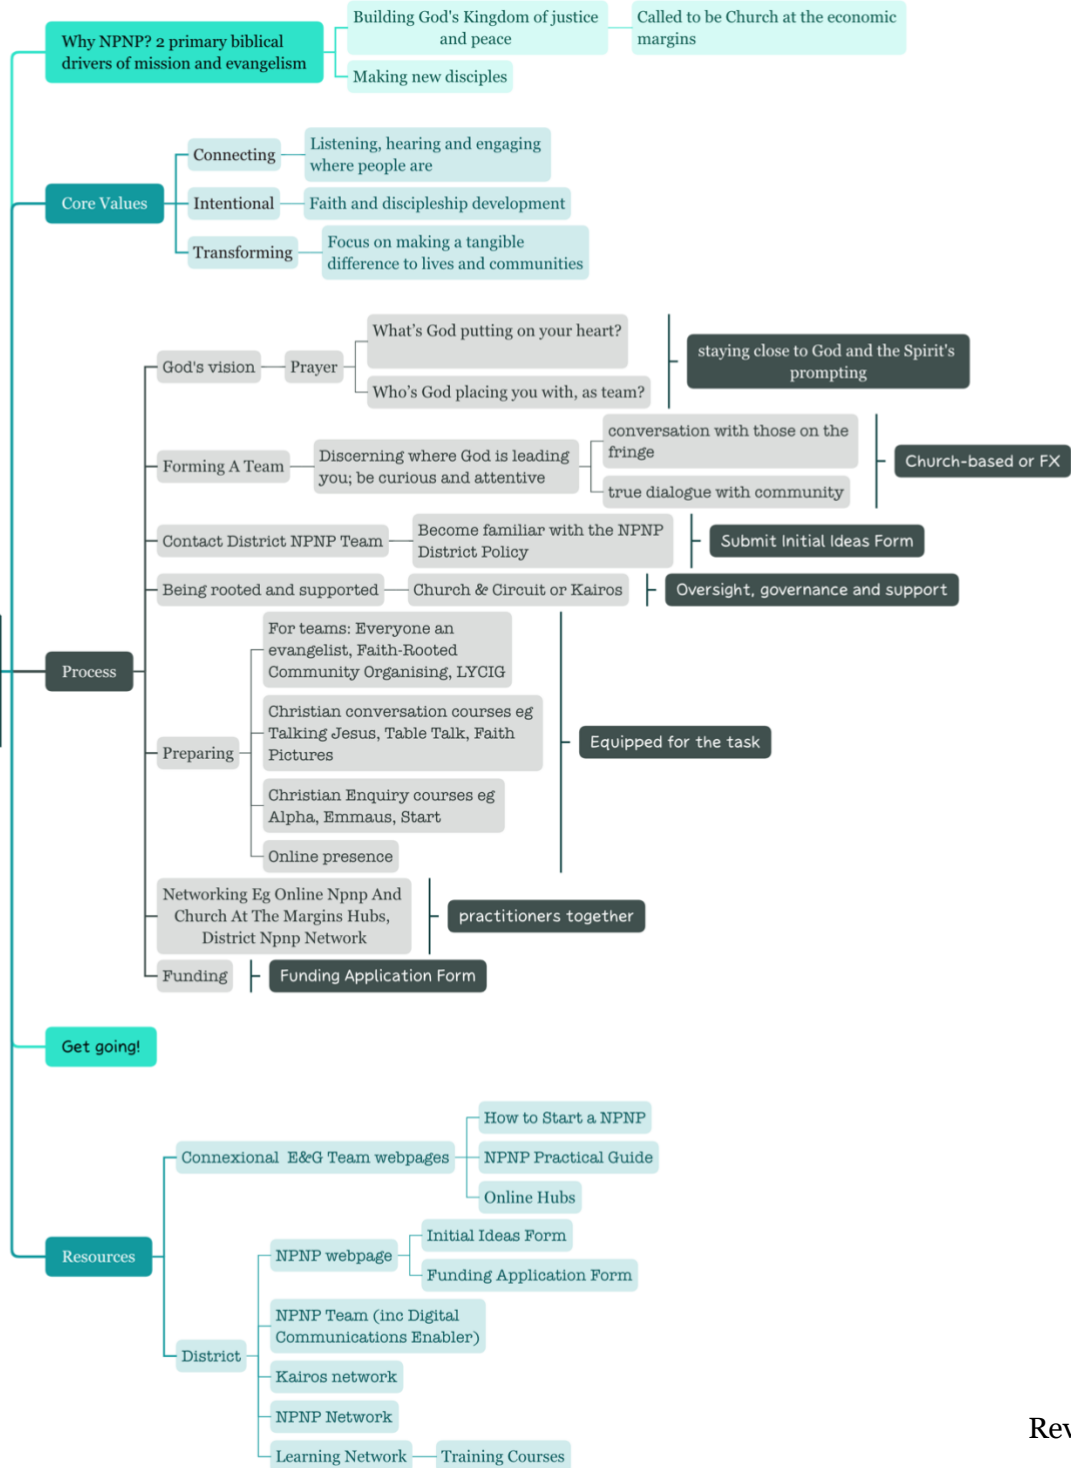 Why NPNP? 2 primary biblical
drivers of mission and evangelism
Building God's Kingdom of justice
and peace
Called to be Church at the economic
margins
Making new disciples
Core Values
Connecting
Listening, hearing and engaging
where people are
Intentional
Faith and discipleship development
Transforming
Focus on making a tangible
difference to lives and communities
Process
God's vision
Prayer
What's God putting on your heart?
Who's God placing you with, as team?
staying close to God and the Spirit's
prompting
Forming A Team
Discerning where God is leading
you; be curious and attentive
conversation with those on the
fringe
true dialogue with community
Church-based or FX
Contact District NPNP Team
Become familiar with the NPNP
District Policy
Submit Initial Ideas Form
Being rooted and supported
Church & Circuit or Kairos
Oversight, governance and support
Preparing
For teams: Everyone an
evangelist, Faith-Rooted
Community Organising, LYCIG
Christian conversation courses eg
Talking Jesus, Table Talk, Faith
Pictures
Christian Enquiry courses eg
Alpha, Emmaus, Start
Online presence
Equipped for the task
Networking Eg Online Npnp And
Church At The Margins Hubs,
District Npnp Network
practitioners together
Funding
Funding Application Form
Get going!
Resources
Connexional E&G Team webpages
How to Start a NPNP
NPNP Practical Guide
Online Hubs
District
NPNP webpage
Initial Ideas Form
Funding Application Form
NPNP Team (inc Digital
Communications Enabler)
Kairos network
NPNP Network
Learning Network
Training Courses
Rev